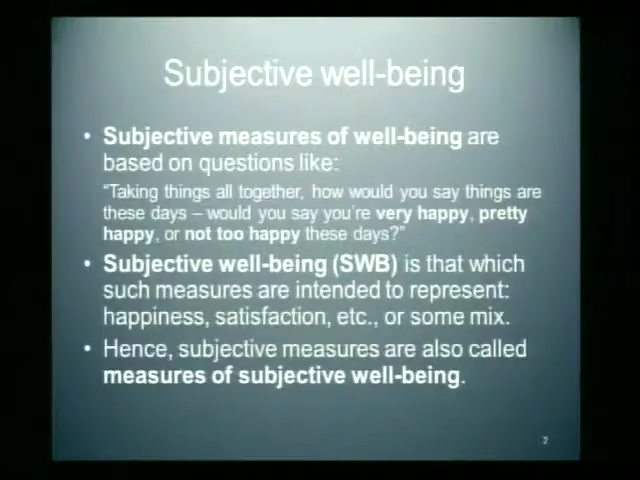 Subjective well-being
• Subjective measures of well-being are
based on questions like:
“Taking things all together, how would you say things are
these days – would you say you're very happy, pretty
happy, or not too happy these days?”
• Subjective well-being (SWB) is that which
such measures are intended to represent:
happiness, satisfaction, etc., or some mix.
• Hence, subjective measures are also called
measures of subjective well-being.
2